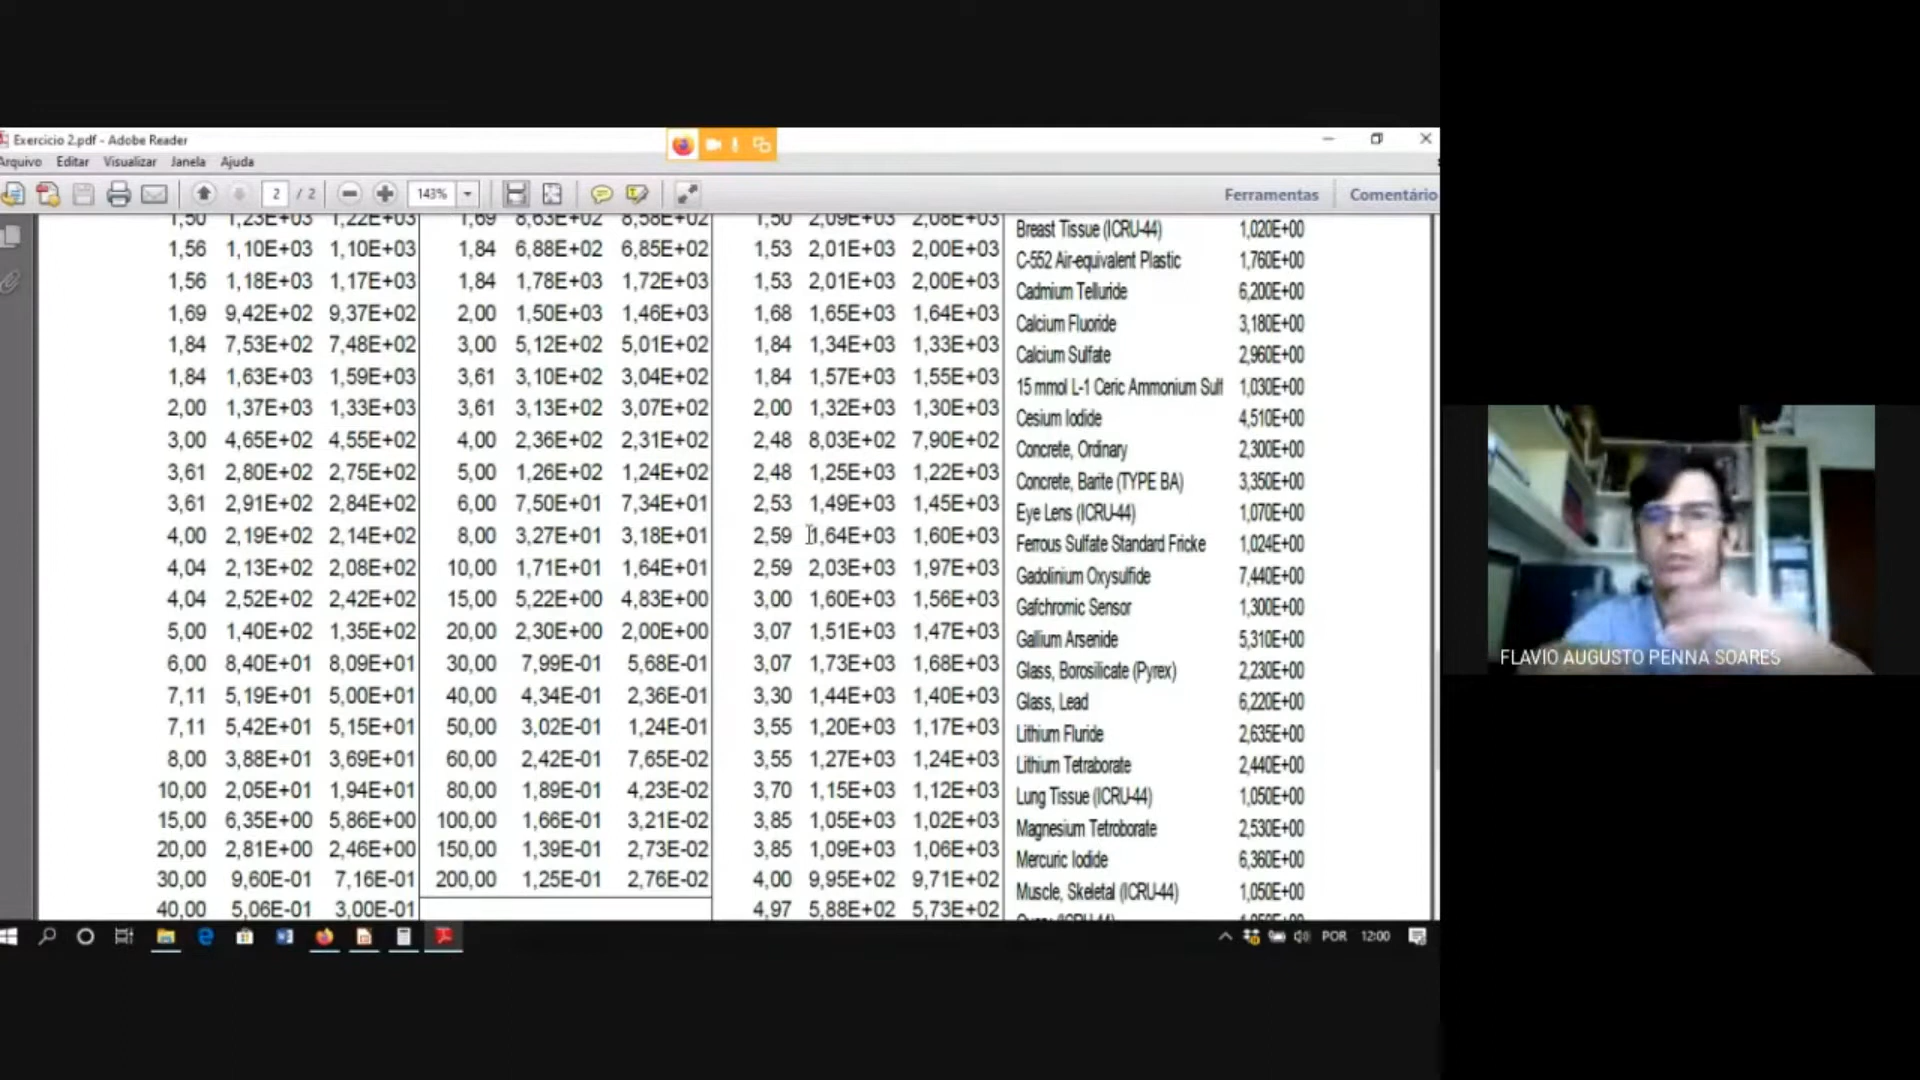 Exercicio 2.pdf - Adobe Reader
Arquivo Editar Visualizar Janela Ajuda
2 / 2 143% Ferramentas Comentário
1,50 1,23E+03 1,22E+03 1,69 8,63E+02 8,58E+02 1,50 2,09E+03 2,08E+03 Breast Tissue (ICRU-44) 1,020E+00
1,56 1,10E+03 1,10E+03 1,84 6,88E+02 6,85E+02 1,53 2,01E+03 2,00E+03 C-552 Air-equivalent Plastic 1,760E+00
1,56 1,18E+03 1,17E+03 1,84 1,78E+03 1,72E+03 1,53 2,01E+03 2,00E+03 Cadmium Telluride 6,200E+00
1,69 9,42E+02 9,37E+02 2,00 1,50E+03 1,46E+03 1,68 1,65E+03 1,64E+03 Calcium Fluoride 3,180E+00
1,84 7,53E+02 7,48E+02 3,00 5,12E+02 5,01E+02 1,84 1,34E+03 1,33E+03 Calcium Sulfate 2,960E+00
1,84 1,63E+03 1,59E+03 3,61 3,10E+02 3,04E+02 1,84 1,57E+03 1,55E+03 15 mmol L-1 Ceric Ammonium Sulf 1,030E+00
2,00 1,37E+03 1,33E+03 3,61 3,13E+02 3,07E+02 2,00 1,32E+03 1,30E+03 Cesium Iodide 4,510E+00
3,00 4,65E+02 4,55E+02 4,00 2,36E+02 2,31E+02 2,48 8,03E+02 7,90E+02 Concrete, Ordinary 2,300E+00
3,61 2,80E+02 2,75E+02 5,00 1,26E+02 1,24E+02 2,48 1,25E+03 1,22E+03 Concrete, Barite (TYPE BA) 3,350E+00
3,61 2,91E+02 2,84E+02 6,00 7,50E+01 7,34E+01 2,53 1,49E+03 1,45E+03 Eye Lens (ICRU-44) 1,070E+00
4,00 2,19E+02 2,14E+02 8,00 3,27E+01 3,18E+01 2,59 1,64E+03 1,60E+03 Ferrous Sulfate Standard Fricke 1,024E+00
4,04 2,13E+02 2,08E+02 10,00 1,71E+01 1,64E+01 2,59 2,03E+03 1,97E+03 Gadolinium Oxysulfide 7,440E+00
4,04 2,52E+02 2,42E+02 15,00 5,22E+00 4,83E+00 3,00 1,60E+03 1,56E+03 Gafchromic Sensor 1,300E+00
5,00 1,40E+02 1,35E+02 20,00 2,30E+00 2,00E+00 3,07 1,51E+03 1,47E+03 Gallium Arsenide 5,310E+00
6,00 8,40E+01 8,09E+01 30,00 7,99E-01 5,68E-01 3,07 1,73E+03 1,68E+03 Glass, Borosilicate (Pyrex) 2,230E+00
7,11 5,19E+01 5,00E+01 40,00 4,34E-01 2,36E-01 3,30 1,44E+03 1,40E+03 Glass, Lead 6,220E+00
7,11 5,42E+01 5,15E+01 50,00 3,02E-01 1,24E-01 3,55 1,20E+03 1,17E+03 Lithium Fluride 2,635E+00
8,00 3,88E+01 3,69E+01 60,00 2,42E-01 7,65E-02 3,55 1,27E+03 1,24E+03 Lithium Tetraborate 2,440E+00
10,00 2,05E+01 1,94E+01 80,00 1,89E-01 4,23E-02 3,70 1,15E+03 1,12E+03 Lung Tissue (ICRU-44) 1,050E+00
15,00 6,35E+00 5,86E+00 100,00 1,66E-01 3,21E-02 3,85 1,05E+03 1,02E+03 Magnesium Tetroborate 2,530E+00
20,00 2,81E+00 2,46E+00 150,00 1,39E-01 2,73E-02 3,85 1,09E+03 1,06E+03 Mercuric Iodide 6,360E+00
30,00 9,60E-01 7,16E-01 200,00 1,25E-01 2,76E-02 4,00 9,95E+02 9,71E+02 Muscle, Skeletal (ICRU-44) 1,050E+00
40,00 5,06E-01 3,00E-01 4,97 5,88E+02 5,73E+02
POR 12:00
FLAVIO AUGUSTO PENNA SOARES